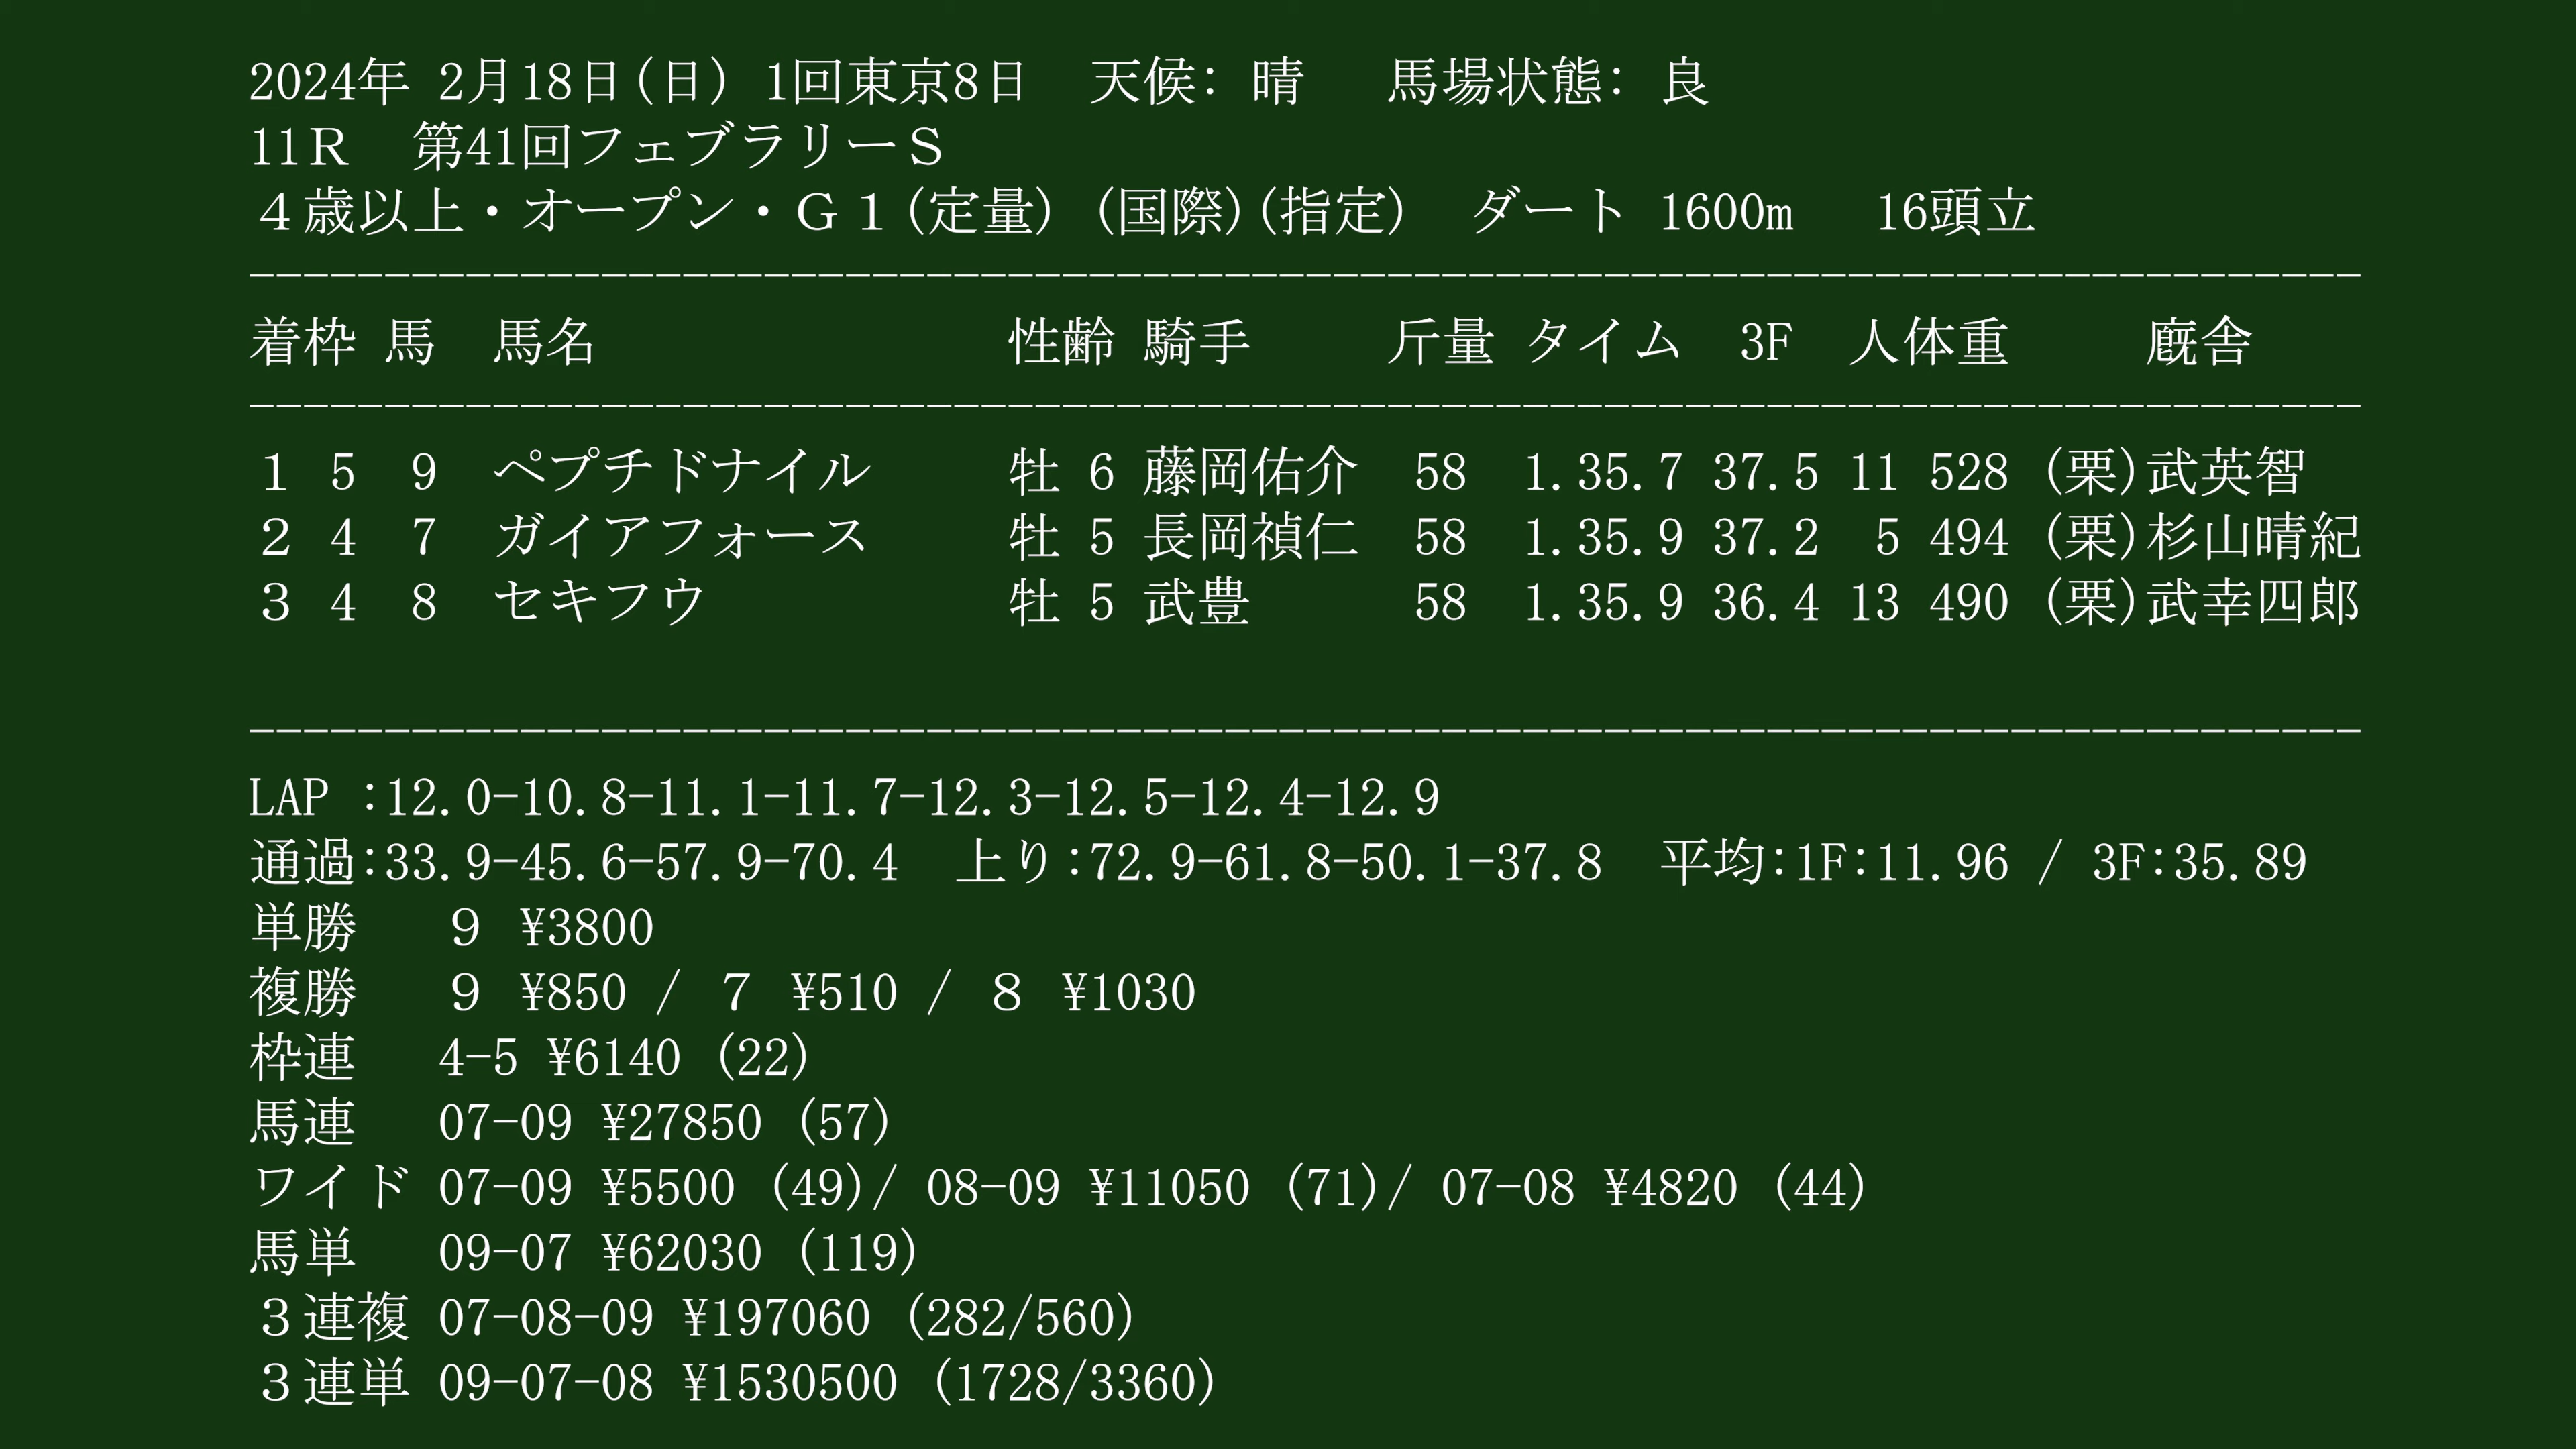 2024年 2月18日(日) 1回東京8日　天候: 晴　 馬場状態: 良
11Ｒ　第41回フェブラリーＳ
４歳以上・オープン・Ｇ１(定量) (国際)(指定)　ダート 1600m　 16頭立
------------------------------------------------------------------------------
着枠 馬　馬名　　　　　　　 性齢 騎手　　 斤量 タイム　3F　人体重　　 廐舎
------------------------------------------------------------------------------
１ 5　9　ペプチドナイル　　 牡 6 藤岡佑介　58　1.35.7 37.5 11 528 (栗)武英智
２ 4　7　ガイアフォース　　 牡 5 長岡禎仁　58　1.35.9 37.2　5 494 (栗)杉山晴紀
３ 4　8　セキフウ　　　　　 牡 5 武豊　　　58　1.35.9 36.4 13 490 (栗)武幸四郎
------------------------------------------------------------------------------
LAP :12.0-10.8-11.1-11.7-12.3-12.5-12.4-12.9
通過:33.9-45.6-57.9-70.4　上り:72.9-61.8-50.1-37.8　平均:1F:11.96 / 3F:35.89
単勝　 ９ ¥3800
複勝　 ９ ¥850 / ７ ¥510 / ８ ¥1030
枠連　 4-5 ¥6140 (22)
馬連　 07-09 ¥27850 (57)
ワイド 07-09 ¥5500 (49)/ 08-09 ¥11050 (71)/ 07-08 ¥4820 (44)
馬単　 09-07 ¥62030 (119)
３連複 07-08-09 ¥197060 (282/560)
３連単 09-07-08 ¥1530500 (1728/3360)